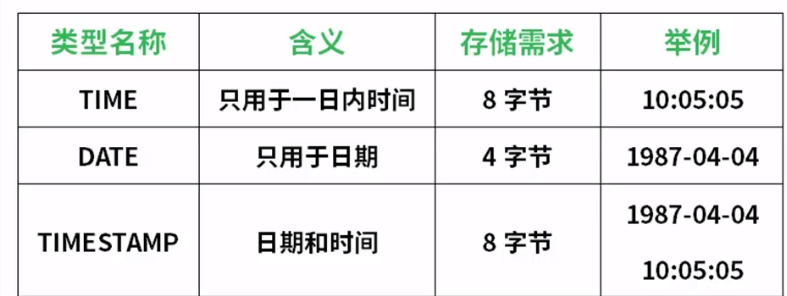 类型名称 含义 存储需求 举例
TIME 只用于一日内时间 8 字节 10:05:05
DATE 只用于日期 4 字节 1987-04-04
TIMESTAMP 日期和时间 8 字节 1987-04-04
10:05:05